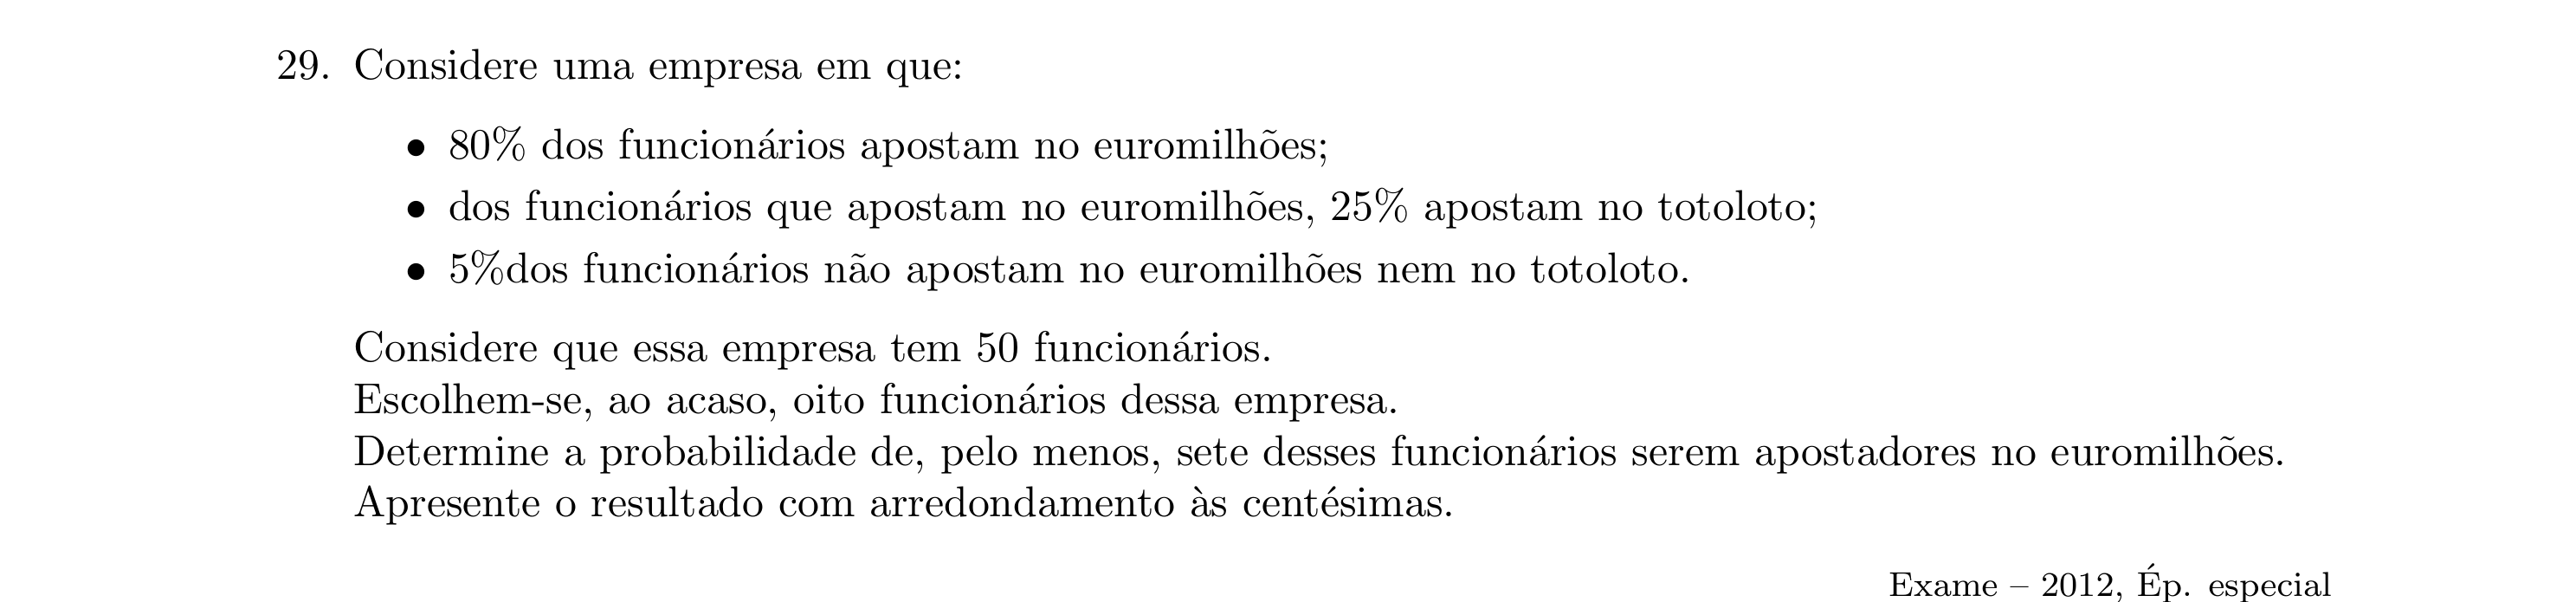 29. Considere uma empresa em que:
• 80% dos funcionários apostam no euromilhões;
• dos funcionários que apostam no euromilhões, 25% apostam no totoloto;
• 5%dos funcionários não apostam no euromilhões nem no totoloto.
Considere que essa empresa tem 50 funcionários.
Escolhem-se, ao acaso, oito funcionários dessa empresa.
Determine a probabilidade de, pelo menos, sete desses funcionários serem apostadores no euromilhões.
Apresente o resultado com arredondamento às centésimas.
Exame – 2012, Ép. especial